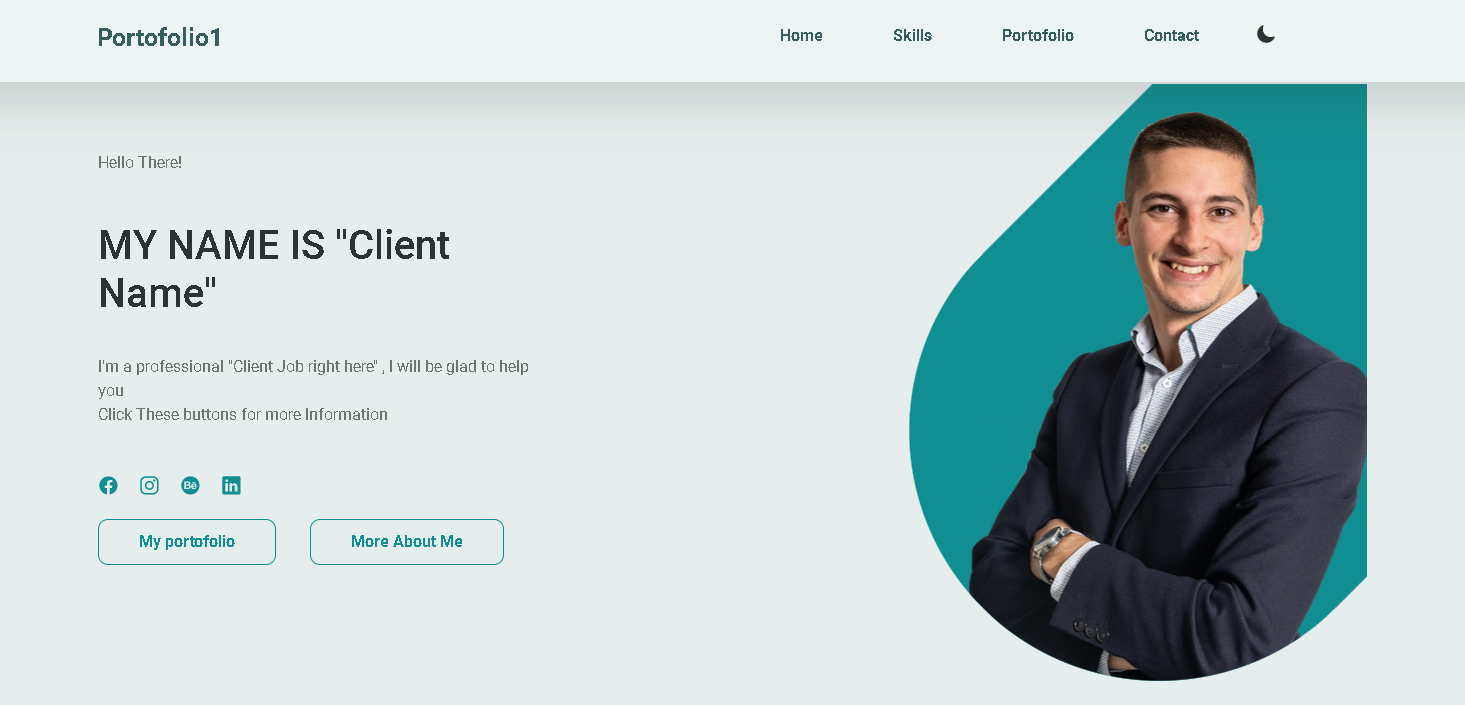 Portofolio1
Home Skills Portofolio Contact
Hello There!
MY NAME IS "Client
Name"
I'm a professional "Client Job right here" , I will be glad to help
you
Click These buttons for more Information
My portofolio More About Me